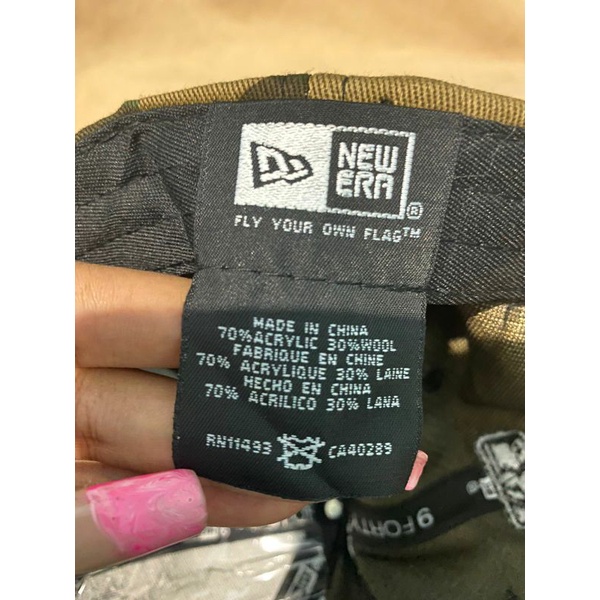 NEW
ERA®
FLY YOUR OWN FLAG™
MADE IN CHINA
70%ACRYLIC 30%WOOL
FABRIQUE EN CHINE
70% ACRYLIQUE 30% LAINE
HECHO EN CHINA
70% ACRILICO 30% LANA
RN11493 CA40289
9FORTY